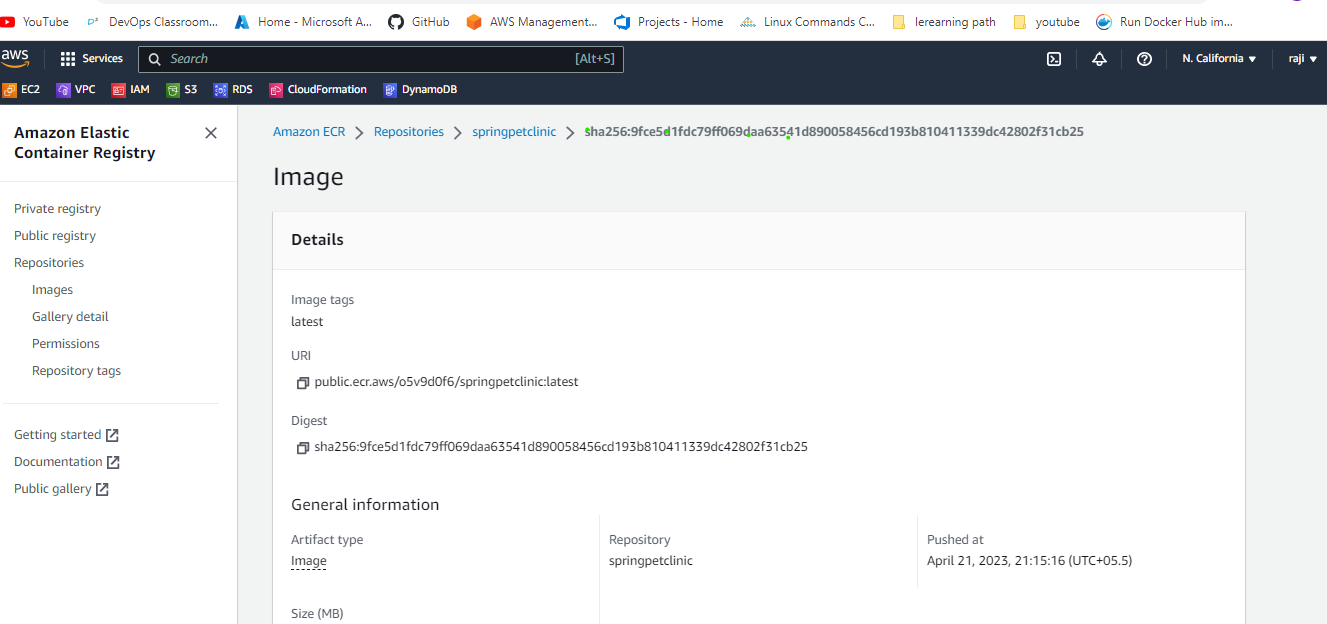 YouTube DevOps Classroom... Home - Microsoft A... GitHub AWS Management... Projects - Home Linux Commands C... lerearning path youtube Run Docker Hub im...
aws Services Search [Alt+S] N. California raji
EC2 VPC IAM S3 RDS CloudFormation DynamoDB
Amazon Elastic
Container Registry
Private registry
Public registry
Repositories
Images
Gallery detail
Permissions
Repository tags
Getting started
Documentation
Public gallery
Amazon ECR Repositories springpetclinic sha256:9fce5d1fdc79ff069daa63541d890058456cd193b810411339dc42802f31cb25
Image
Details
Image tags
latest
URI
public.ecr.aws/o5v9d0f6/springpetclinic:latest
Digest
sha256:9fce5d1fdc79ff069daa63541d890058456cd193b810411339dc42802f31cb25
General information
Artifact type
Image
Repository
springpetclinic
Pushed at
April 21, 2023, 21:15:16 (UTC+05.5)
Size (MB)